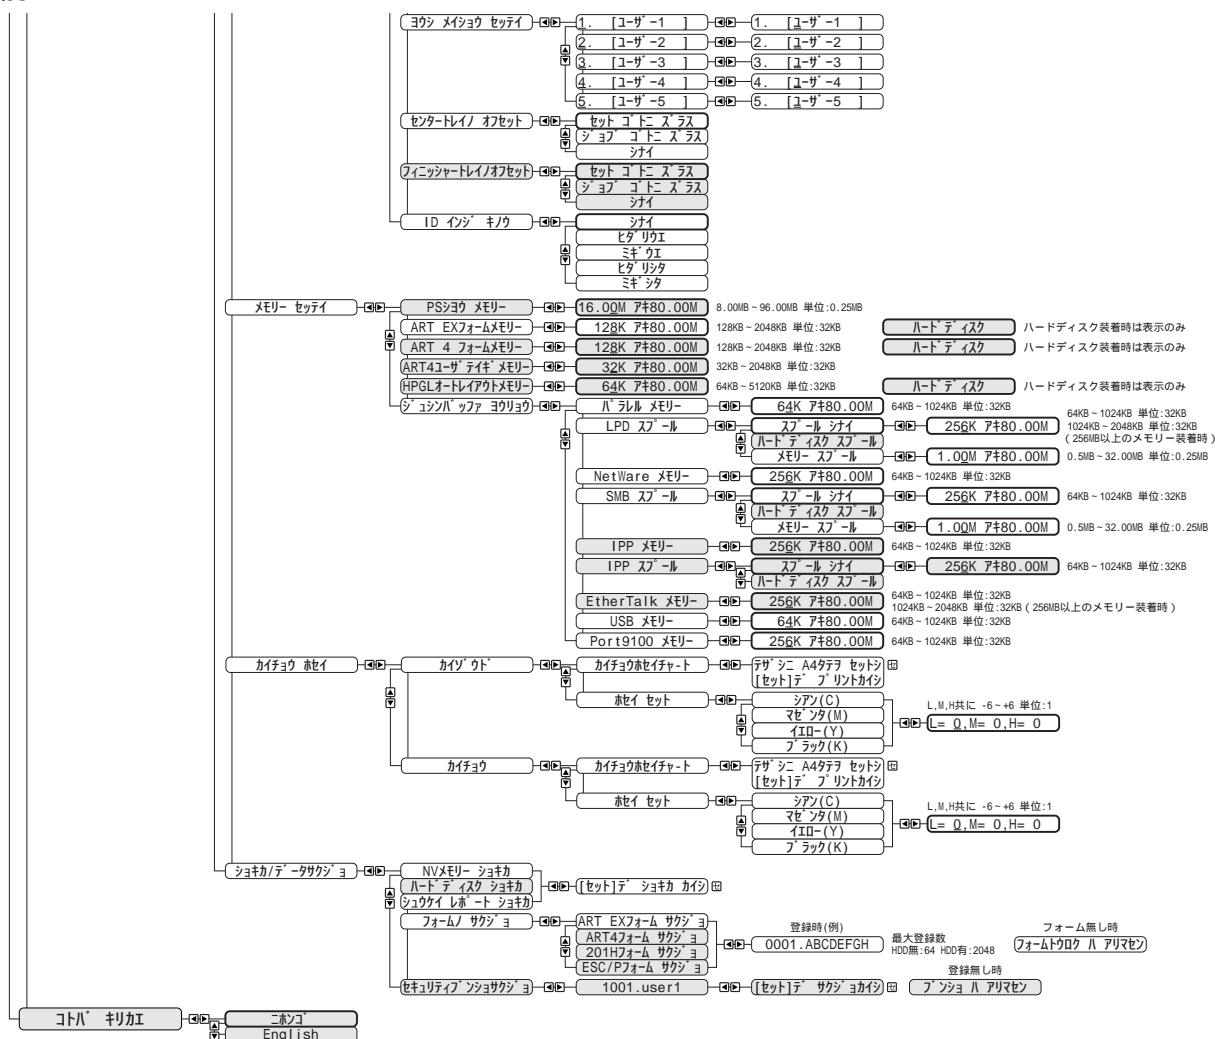 ﾖｳｼ ﾒｲｼｮｳ ｾｯﾃｲ 1. [ﾕｰｻﾞｰ1 ] 1. [ﾕｰｻﾞｰ1 ]
2. [ﾕｰｻﾞｰ2 ] 2. [ﾕｰｻﾞｰ2 ]
3. [ﾕｰｻﾞｰ3 ] 3. [ﾕｰｻﾞｰ3 ]
4. [ﾕｰｻﾞｰ4 ] 4. [ﾕｰｻﾞｰ4 ]
5. [ﾕｰｻﾞｰ5 ] 5. [ﾕｰｻﾞｰ5 ]
ｾﾝﾀｰﾄﾚｲﾉ ｵﾌｾｯﾄ ｾｯﾄ ｺﾞﾄﾆ ｽﾞﾗｽ
ｼﾞｮﾌﾞ ｺﾞﾄﾆ ｽﾞﾗｽ
ｼﾅｲ
ﾌｨﾆｯｼｬｰﾄﾚｲﾉｵﾌｾｯﾄ ｾｯﾄ ｺﾞﾄﾆ ｽﾞﾗｽ
ｼﾞｮﾌﾞ ｺﾞﾄﾆ ｽﾞﾗｽ
ｼﾅｲ
ID ｲﾝｼﾞ ｷﾉｳ ｼﾅｲ
ﾋﾀﾞﾘｳｴ
ﾐｷﾞｳｴ
ﾋﾀﾞﾘｼﾀ
ﾐｷﾞｼﾀ
ﾒﾓﾘｰ ｾｯﾃｲ PSｼﾖｳ ﾒﾓﾘｰ 16.00M ｱｷ80.00M 8.00MB~96.00MB 単位:0.25MB
ART EXﾌｫｰﾑﾒﾓﾘｰ 128K ｱｷ80.00M 128KB~2048KB 単位:32KB ﾊｰﾄﾞﾃﾞｨｽｸ ハードディスク装着時は表示のみ
ART 4 ﾌｫｰﾑﾒﾓﾘｰ 128K ｱｷ80.00M 128KB~2048KB 単位:32KB ﾊｰﾄﾞﾃﾞｨｽｸ ハードディスク装着時は表示のみ
ART4ﾕｰｻﾞﾃｲｷﾞﾒﾓﾘｰ 32K ｱｷ80.00M 32KB~2048KB 単位:32KB
HPGLｵｰﾄﾚｲｱｳﾄﾒﾓﾘｰ 64K ｱｷ80.00M 64KB~5120KB 単位:32KB ﾊｰﾄﾞﾃﾞｨｽｸ ハードディスク装着時は表示のみ
ｼﾞｭｼﾝﾊﾞｯﾌｧ ﾖｳﾘｮｳ ﾊﾟﾗﾚﾙ ﾒﾓﾘｰ 64K ｱｷ80.00M 64KB~1024KB 単位:32KB
LPD ｽﾌﾟｰﾙ ｽﾌﾟｰﾙ ｼﾅｲ 256K ｱｷ80.00M 64KB~1024KB 単位:32KB
1024KB~2048KB 単位:32KB
(256MB以上のメモリー装着時)
ﾊｰﾄﾞﾃﾞｨｽｸ ｽﾌﾟｰﾙ
ﾒﾓﾘｰ ｽﾌﾟｰﾙ 1.00M ｱｷ80.00M 0.5MB~32.00MB 単位:0.25MB
NetWare ﾒﾓﾘｰ 256K ｱｷ80.00M 64KB~1024KB 単位:32KB
SMB ｽﾌﾟｰﾙ ｽﾌﾟｰﾙ ｼﾅｲ 256K ｱｷ80.00M 64KB~1024KB 単位:32KB
ﾊｰﾄﾞﾃﾞｨｽｸ ｽﾌﾟｰﾙ
ﾒﾓﾘｰ ｽﾌﾟｰﾙ 1.00M ｱｷ80.00M 0.5MB~32.00MB 単位:0.25MB
IPP ﾒﾓﾘｰ 256K ｱｷ80.00M 64KB~1024KB 単位:32KB
IPP ｽﾌﾟｰﾙ ｽﾌﾟｰﾙ ｼﾅｲ 256K ｱｷ80.00M 64KB~1024KB 単位:32KB
ﾊｰﾄﾞﾃﾞｨｽｸ ｽﾌﾟｰﾙ
EtherTalk ﾒﾓﾘｰ 256K ｱｷ80.00M 64KB~1024KB 単位:32KB
1024KB~2048KB 単位:32KB(256MB以上のメモリー装着時)
USB ﾒﾓﾘｰ 64K ｱｷ80.00M 64KB~1024KB 単位:32KB
Port9100 ﾒﾓﾘｰ 256K ｱｷ80.00M 64KB~1024KB 単位:32KB
ｶｲﾁｮｳ ﾎｾｲ ｶｲｿﾞｳﾄﾞ ｶｲﾁｮｳﾎｾｲﾁｬｰﾄ ﾃｻﾞｼﾆ A4ﾀﾃｦ ｾｯﾄｼ
[ｾｯﾄ]ﾃﾞ ﾌﾟﾘﾝﾄｶｲｼ
ﾎｾｲ ｾｯﾄ ｼｱﾝ(C)
ﾏｾﾞﾝﾀ(M)
ｲｴﾛｰ(Y)
ﾌﾞﾗｯｸ(K)
L,M,H共に -6~+6 単位:1
L= 0,M= 0,H= 0
ｶｲﾁｮｳ ｶｲﾁｮｳﾎｾｲﾁｬｰﾄ ﾃｻﾞｼﾆ A4ﾀﾃｦ ｾｯﾄｼ
[ｾｯﾄ]ﾃﾞ ﾌﾟﾘﾝﾄｶｲｼ
ﾎｾｲ ｾｯﾄ ｼｱﾝ(C)
ﾏｾﾞﾝﾀ(M)
ｲｴﾛｰ(Y)
ﾌﾞﾗｯｸ(K)
L,M,H共に -6~+6 単位:1
L= 0,M= 0,H= 0
ｼｮｷｶ/ﾃﾞｰﾀｻｸｼﾞｮ NVﾒﾓﾘｰ ｼｮｷｶ
ﾊｰﾄﾞﾃﾞｨｽｸ ｼｮｷｶ [ｾｯﾄ]ﾃﾞ ｼｮｷｶ ｶｲｼ
ｼｭｳｹｲ ﾚﾎﾟｰﾄ ｼｮｷｶ
ﾌｫｰﾑﾉ ｻｸｼﾞｮ ART EXﾌｫｰﾑ ｻｸｼﾞｮ
ART4ﾌｫｰﾑ ｻｸｼﾞｮ
201Hﾌｫｰﾑ ｻｸｼﾞｮ
ESC/Pﾌｫｰﾑ ｻｸｼﾞｮ
登録時(例)
0001.ABCDEFGH
最大登録数
HDD無:64 HDD有:2048
フォーム無し時
ﾌｫｰﾑﾄｳﾛｸ ﾊ ｱﾘﾏｾﾝ
ｾｷｭﾘﾃｨﾌﾞﾝｼｮｻｸｼﾞｮ 1001.user1 [ｾｯﾄ]ﾃﾞ ｻｸｼﾞｮｶｲｼ
登録無し時
ﾌﾞﾝｼｮ ﾊ ｱﾘﾏｾﾝ
ｺﾄﾊﾞ ｷﾘｶｴ ﾆﾎﾝｺﾞ
English